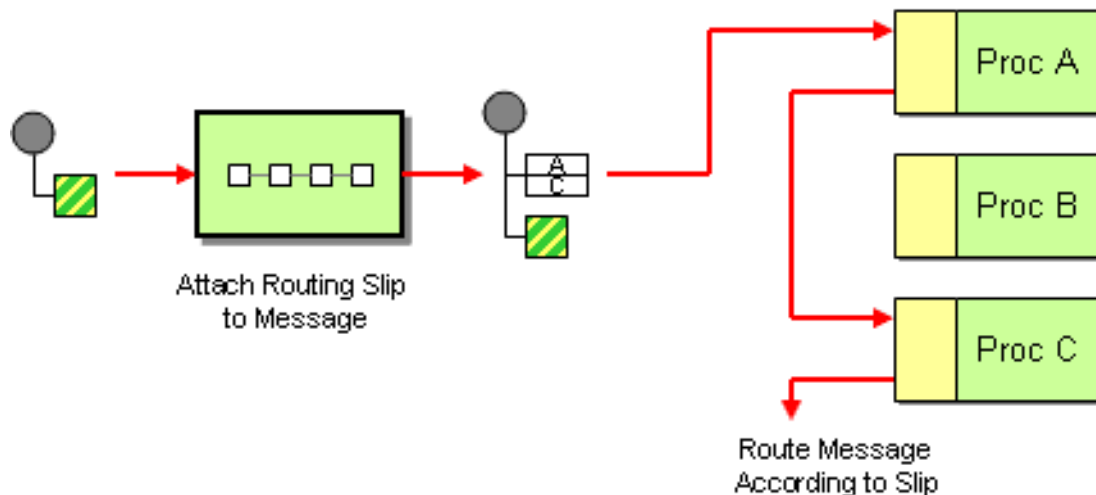 Attach Routing Slip
to Message
A
C
Proc A
Proc B
Proc C
Route Message
According to Slip